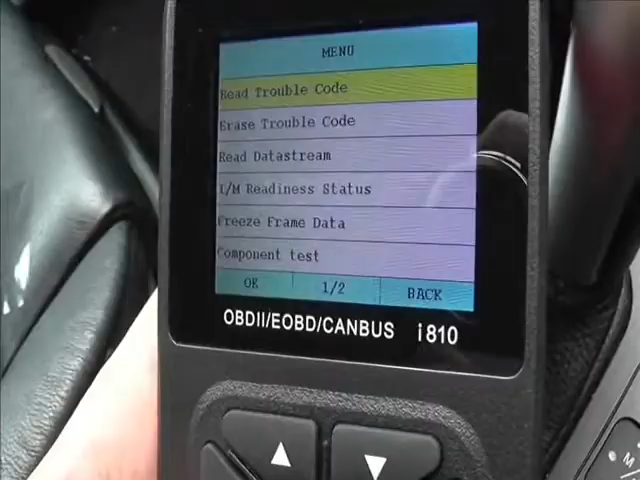 MENU
Read Trouble Code
Erase Trouble Code
Read Datastream
I/M Readiness Status
Freeze Frame Data
Component test
OK 1/2 BACK
OBDII/EOBD/CANBUS i810
M